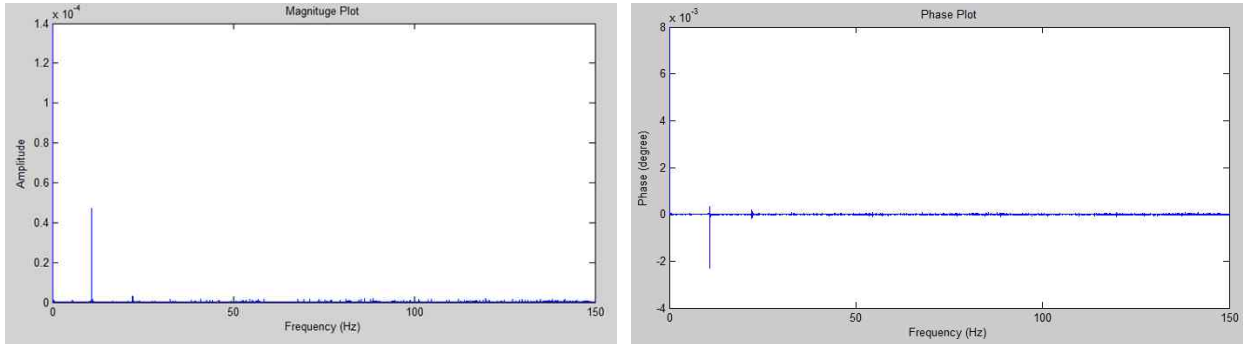 x 10^-4
Magnituge Plot
1.4
1.2
1
0.8
0.6
0.4
0.2
0
Amplitude
0
50
100
150
Frequency (Hz)
x 10^-3
Phase Plot
8
6
4
2
0
-2
-4
Phase (degree)
0
50
100
150
Frequency (Hz)